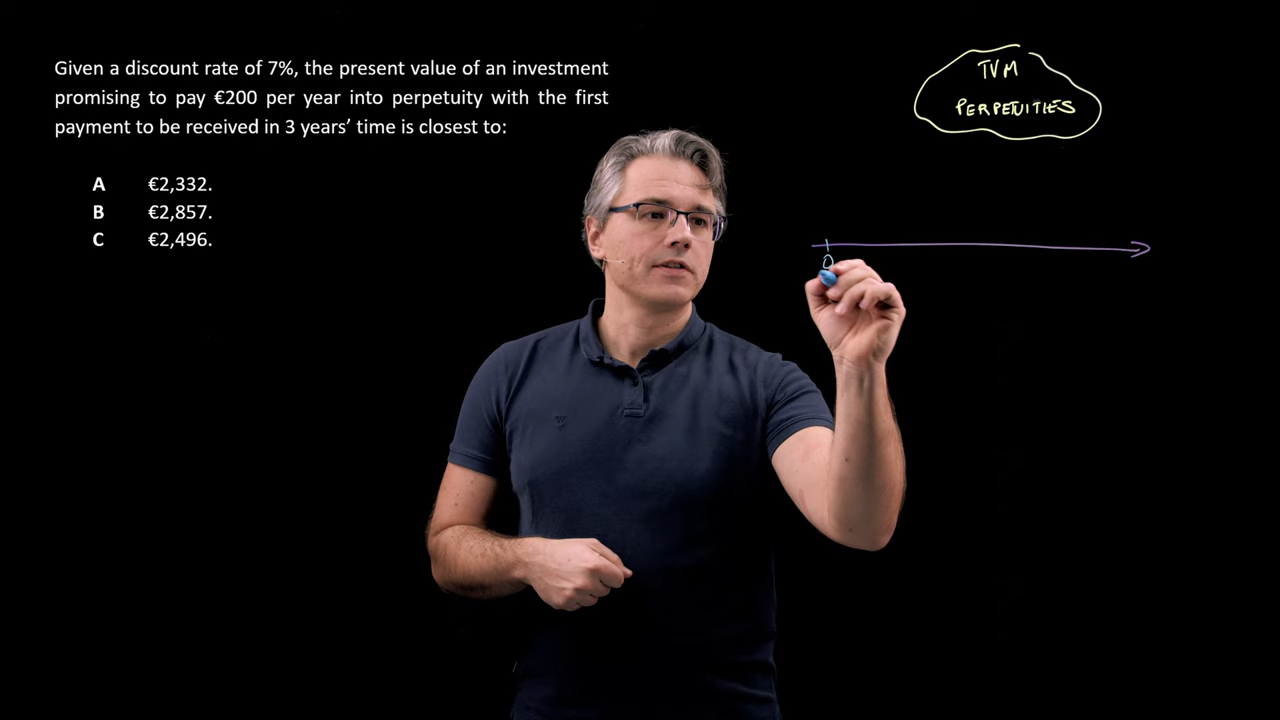 Given a discount rate of 7%, the present value of an investment
promising to pay €200 per year into perpetuity with the first
payment to be received in 3 years’ time is closest to:
A €2,332.
B €2,857.
C €2,496.
TVM
PERPENITIES
0